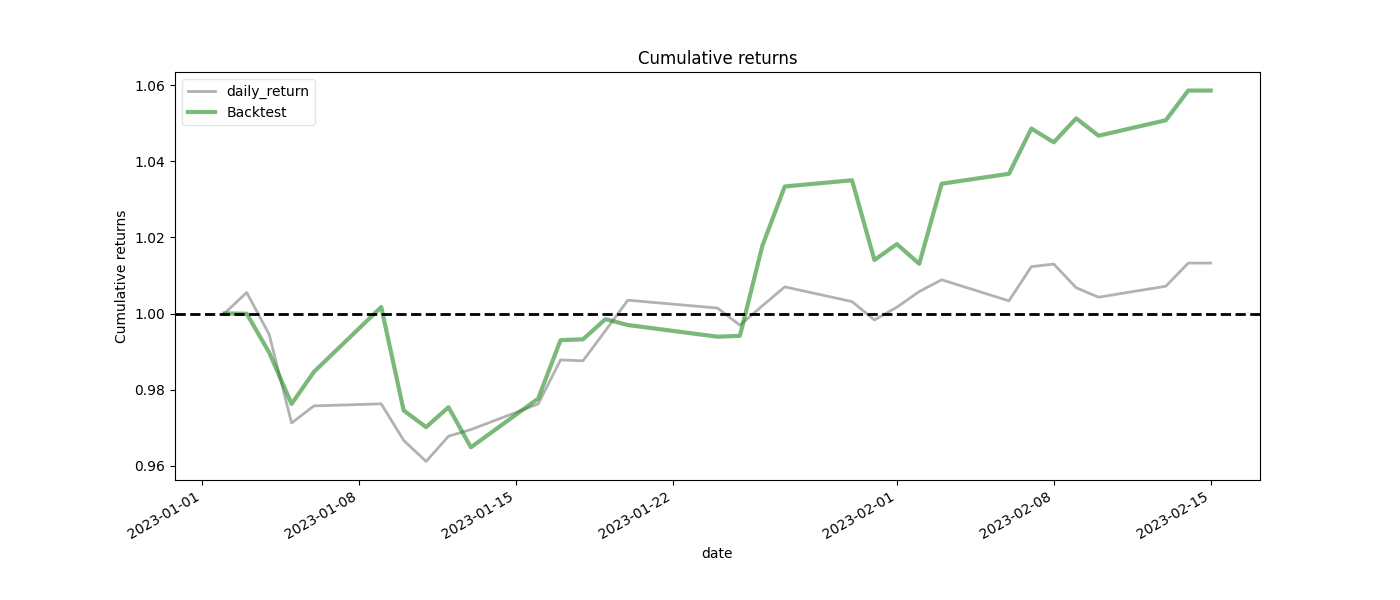 Cumulative returns
daily_return
Backtest
Cumulative returns
1.06
1.04
1.02
1.00
0.98
0.96
2023-01-01
2023-01-08
2023-01-15
2023-01-22
2023-02-01
2023-02-08
2023-02-15
date